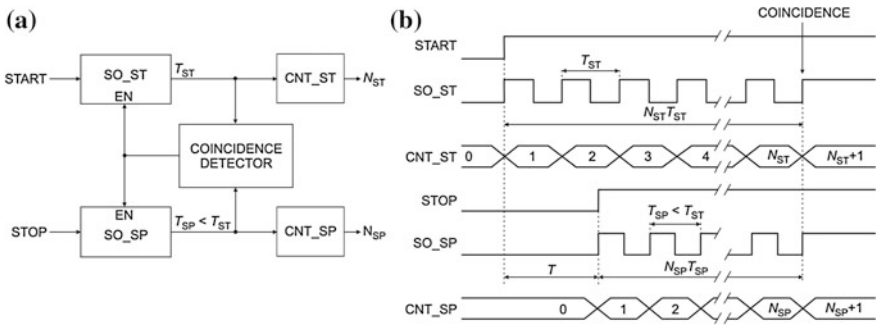 (a)
START
SO_ST
EN
T_ST
CNT_ST
N_ST
COINCIDENCE
DETECTOR
STOP
EN
SO_SP
T_SP < T_ST
CNT_SP
N_SP
(b)
COINCIDENCE
START
T_ST
SO_ST
N_ST T_ST
CNT_ST 0 1 2 3 4 N_ST N_ST+1
STOP
T_SP < T_ST
SO_SP
T N_SP T_SP
CNT_SP 0 1 2 N_SP N_SP+1